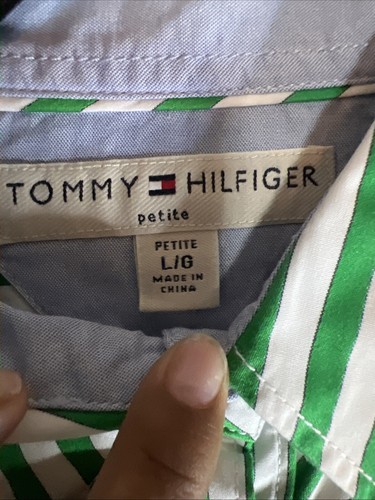 TOMMY HILFIGER
petite
PETITE
L/G
MADE IN
CHINA